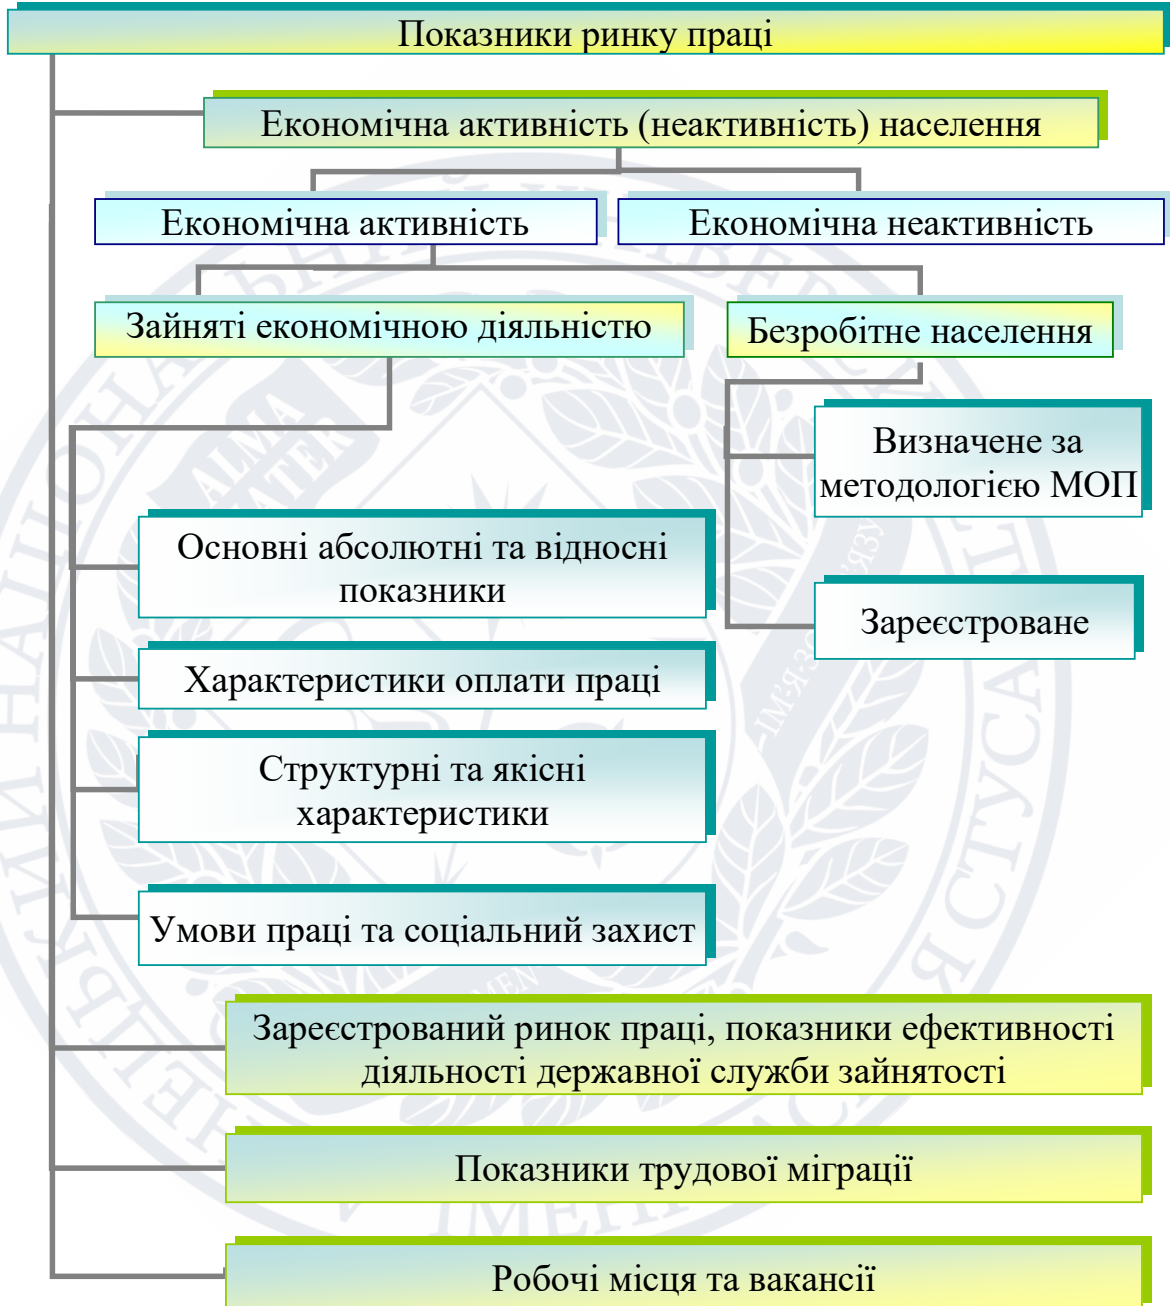 Показники ринку праці
Економічна активність (неактивність) населення
Економічна активність
Економічна неактивність
Зайняті економічною діяльністю
Безробітне населення
Визначене за
методологією МОП
Зареєстроване
Основні абсолютні та відносні
показники
Характеристики оплати праці
Структурні та якісні
характеристики
Умови праці та соціальний захист
Зареєстрований ринок праці, показники ефективності
діяльності державної служби зайнятості
Показники трудової міграції
Робочі місця та вакансії